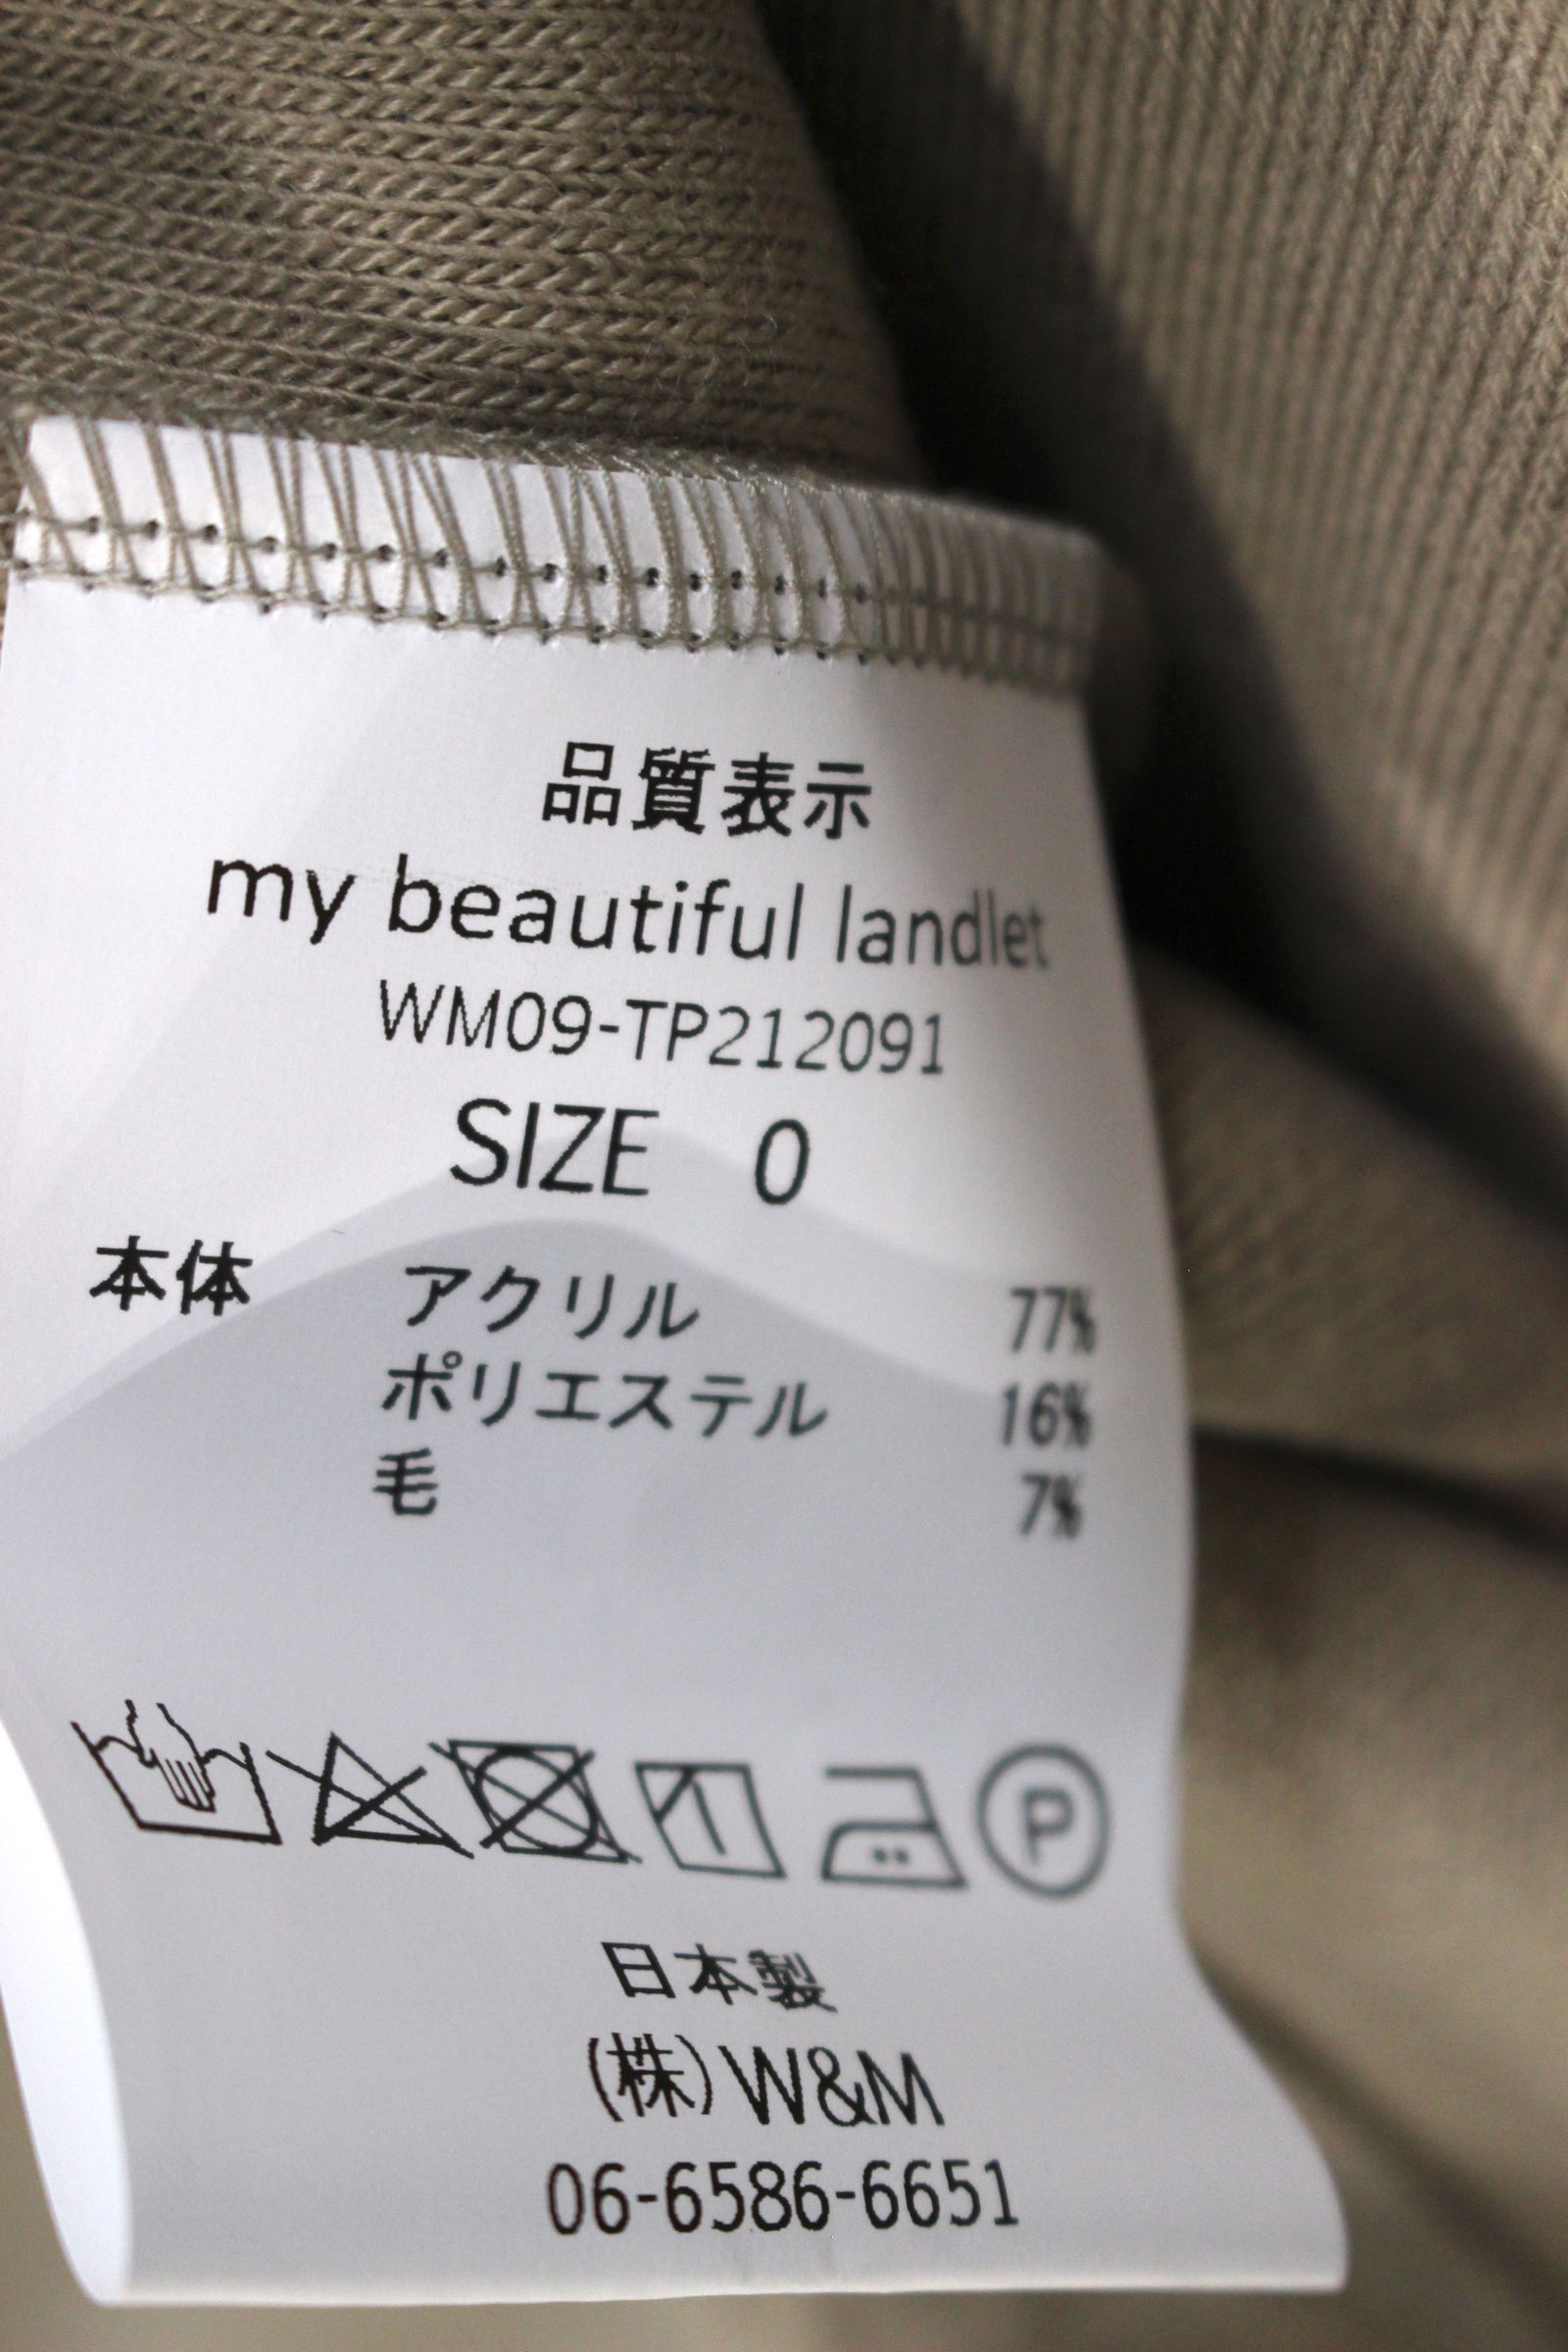 品質表示
my beautiful landlet
WM09-TP212091
SIZE 0
本体 アクリル 77%
ポリエステル 16%
毛 7%
P
日本製
(株)W&M
06-6586-6651